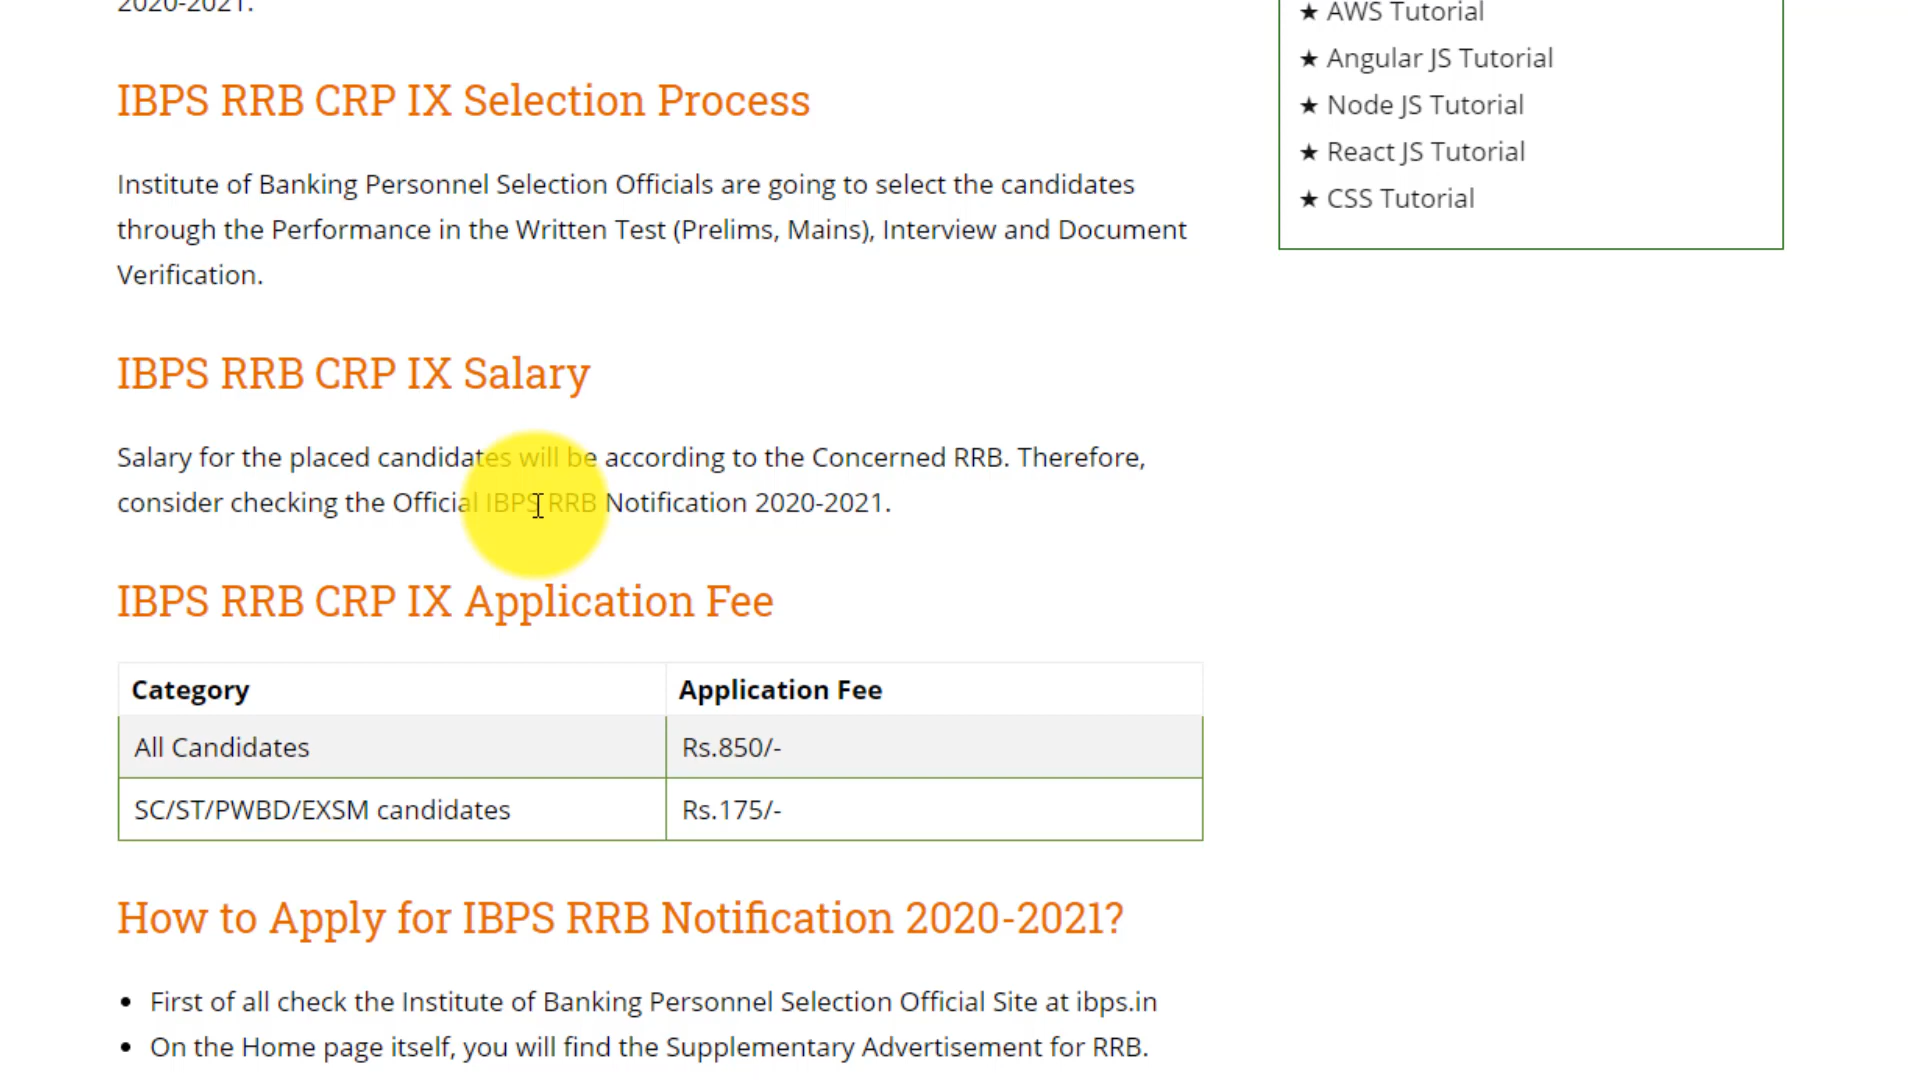 2020-2021.
IBPS RRB CRP IX Selection Process
Institute of Banking Personnel Selection Officials are going to select the candidates
through the Performance in the Written Test (Prelims, Mains), Interview and Document
Verification.
IBPS RRB CRP IX Salary
Salary for the placed candidates will be according to the Concerned RRB. Therefore,
consider checking the Official IBPS RRB Notification 2020-2021.
IBPS RRB CRP IX Application Fee
Category Application Fee
All Candidates Rs.850/-
SC/ST/PWBD/EXSM candidates Rs.175/-
How to Apply for IBPS RRB Notification 2020-2021?
• First of all check the Institute of Banking Personnel Selection Official Site at ibps.in
• On the Home page itself, you will find the Supplementary Advertisement for RRB.
★ AWS Tutorial
★ Angular JS Tutorial
★ Node JS Tutorial
★ React JS Tutorial
★ CSS Tutorial